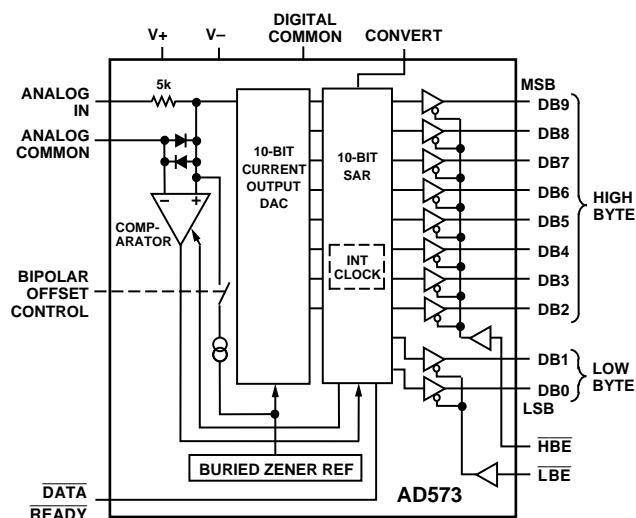 V+
V–
DIGITAL
COMMON
CONVERT
ANALOG
IN
5k
ANALOG
COMMON
–
+
COMP-
ARATOR
BIPOLAR
OFFSET
CONTROL
10-BIT
CURRENT
OUTPUT
DAC
10-BIT
SAR
INT
CLOCK
MSB
DB9
DB8
DB7
DB6
DB5
DB4
DB3
DB2
HIGH
BYTE
DB1
DB0
LSB
LOW
BYTE
HBE
LBE
BURIED ZENER REF
AD573
DATA
READY